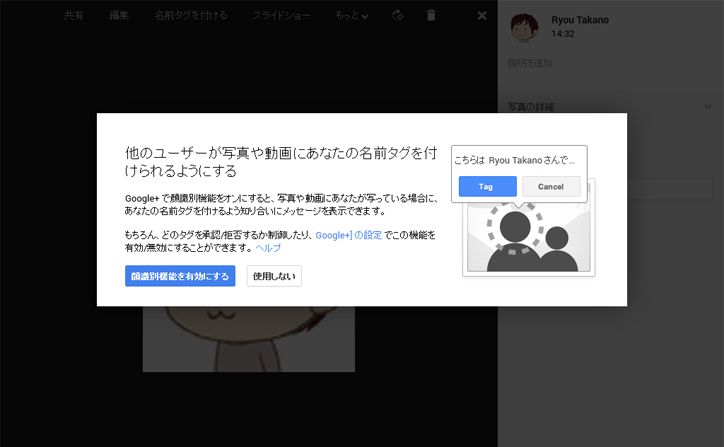 共有 編集 名前タグを付ける スライドショー もっと
Ryou Takano
14:32
説明を追加
写真の詳細
他のユーザーが写真や動画にあなたの名前タグを付
けられるようにする
Google+ で顔識別機能をオンにすると、写真や動画にあなたが写っている場合に、
あなたの名前タグを付けるよう知り合いにメッセージを表示できます。
もちろん、どのタグを承認/拒否するか制御したり、Google+] の設定 でこの機能を
有効/無効にすることができます。 ヘルプ
顔識別機能を有効にする 使用しない
こちらは Ryou Takanoさんで...
Tag Cancel